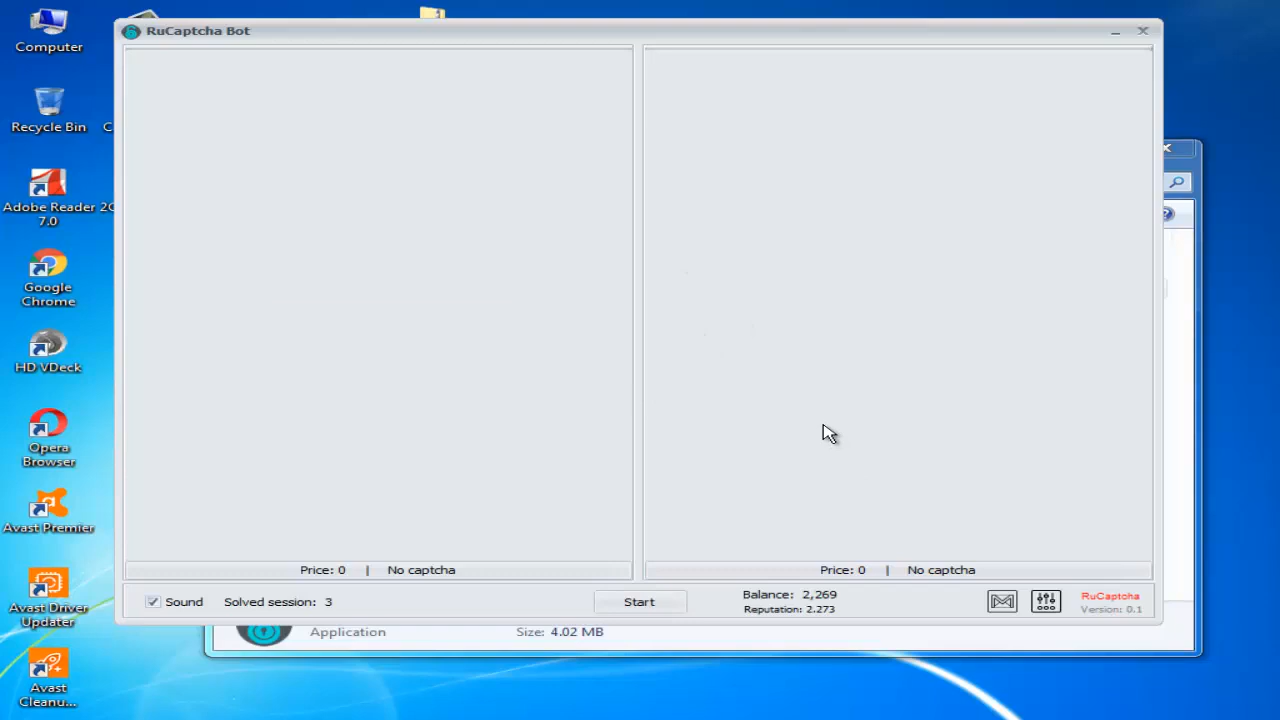 RuCaptcha Bot
Computer
Recycle Bin
C
Adobe Reader 2C
7.0
Google
Chrome
HD VDeck
Opera
Browser
Avast Premier
Avast Driver
Updater
Avast
Cleanu...
Price: 0 | No captcha
Price: 0 | No captcha
Sound
Solved session: 3
Start
Balance: 2,269
Reputation: 2.273
RuCaptcha
Version: 0.1
Application
Size: 4.02 MB